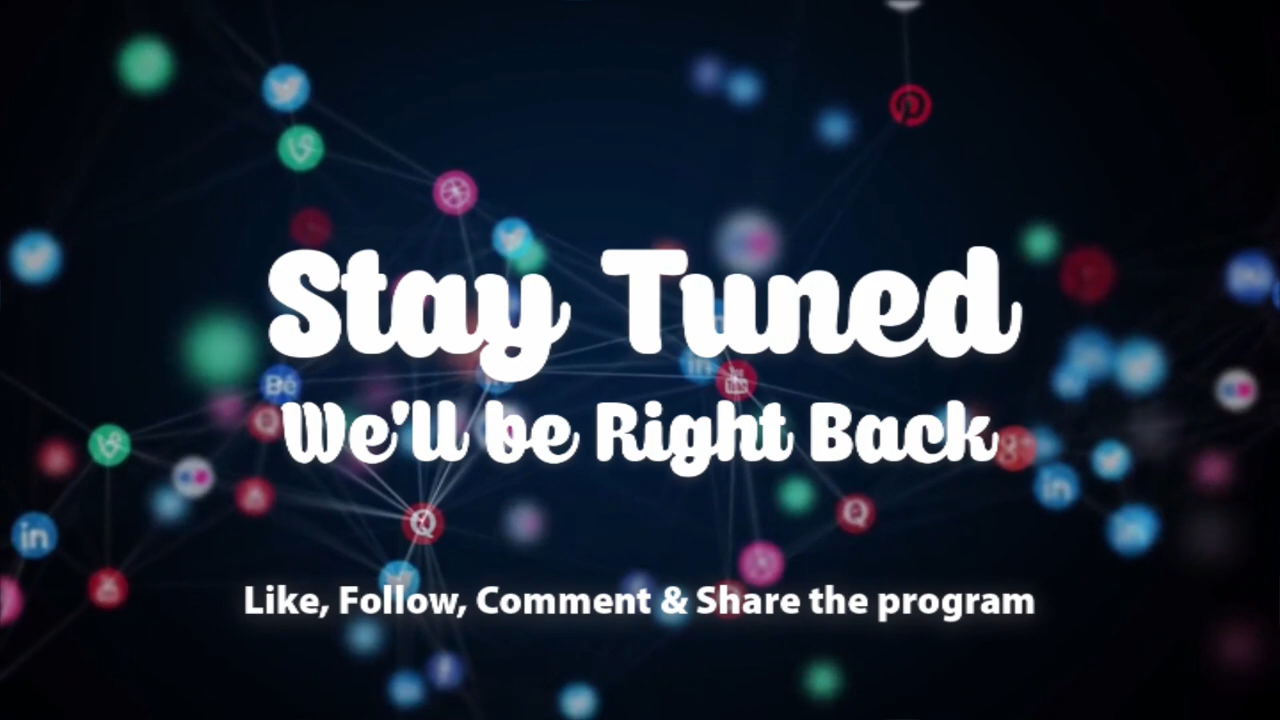 Stay Tuned
We'll be Right Back
Like, Follow, Comment & Share the program